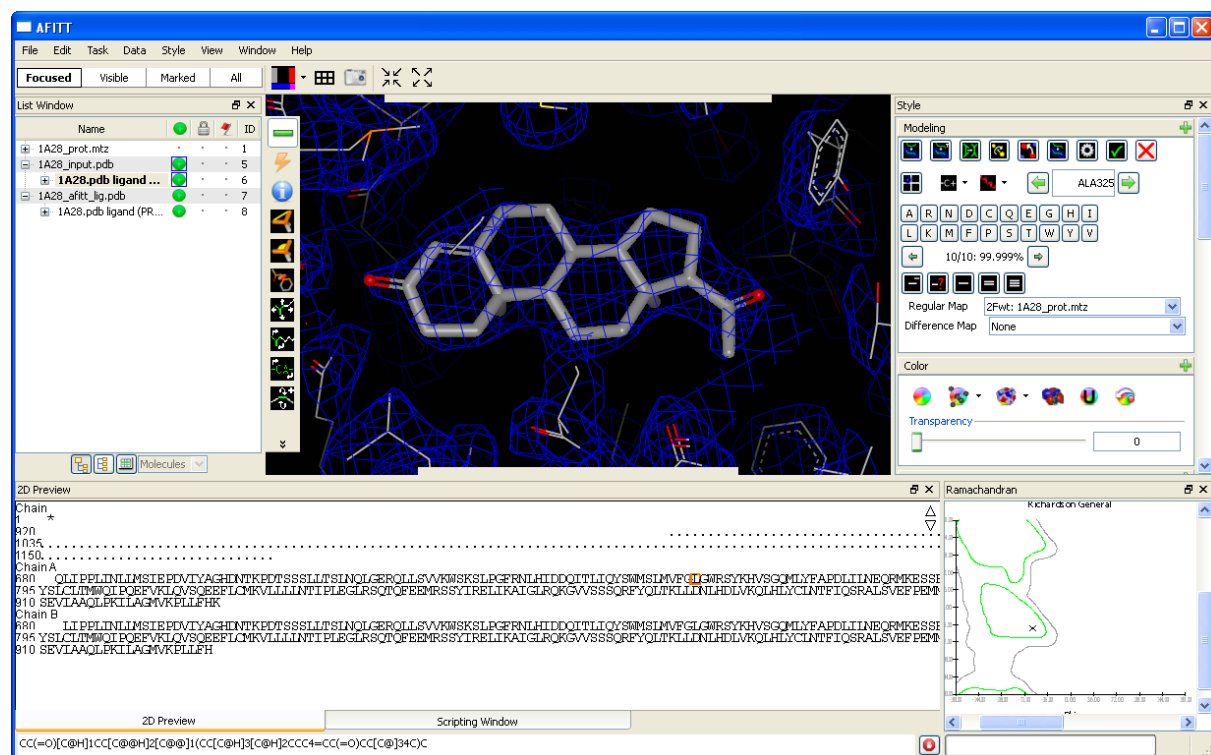 AFITT
File Edit Task Data Style View Window Help
Focused Visible Marked All
List Window
Name ID
1A28_prot.mtz 1
1A28_input.pdb 5
1A28.pdb ligand ... 6
1A28_afitt_lig.pdb 7
1A28.pdb ligand (PR... 8
Molecules
Style
Modeling
C+
ALA325
A R N D C Q E G H I
L K M F P S T W Y V
10/10: 99.999%
Regular Map 2Fwt: 1A28_prot.mtz
Difference Map None
Color
Transparency
0
2D Preview
Chain
1 *
920
1035
1150
Chain A
680 QLIPPLINLLMSIEPDVIYAGHDNTKPDTSSSLLTSLNQLGERQLLSVVKWSKSLPGFRNLHIDDQITLIQYSWMSLMVFGLGWRSYKHVSGQMLYFAPDLILNEQRMKESSF
795 YSLCLTMWQIPQEFVKLQVSQEEFLCMKVLLLLNTIPLEGLRSQTQFEEMRSSYIRELIKAIGLRQKGVVSSSQRFYQLTKLLDNLHDLVKQLHLYCLNTFIQSRALSVEFPEMM
910 SEVIAAQLPKILAGMVKPLLFHK
Chain B
680 LIPPLINLLMSIEPDVIYAGHDNTKPDTSSSLLTSLNQLGERQLLSVVKWSKSLPGFRNLHIDDQITLIQYSWMSLMVFGLGWRSYKHVSGQMLYFAPDLILNEQRMKESSF
795 YSLCLTMWQIPQEFVKLQVSQEEFLCMKVLLLLNTIPLEGLRSQTQFEEMRSSYIRELIKAIGLRQKGVVSSSQRFYQLTKLLDNLHDLVKQLHLYCLNTFIQSRALSVEFPEMM
910 SEVIAAQLPKILAGMVKPLLFH
Ramachandran
Richardson General
2D Preview Scripting Window
CC(=O)[C@H]1CC[C@@H]2[C@@]1(CC[C@H]3[C@H]2CCC4=CC(=O)CC[C@]34C)C